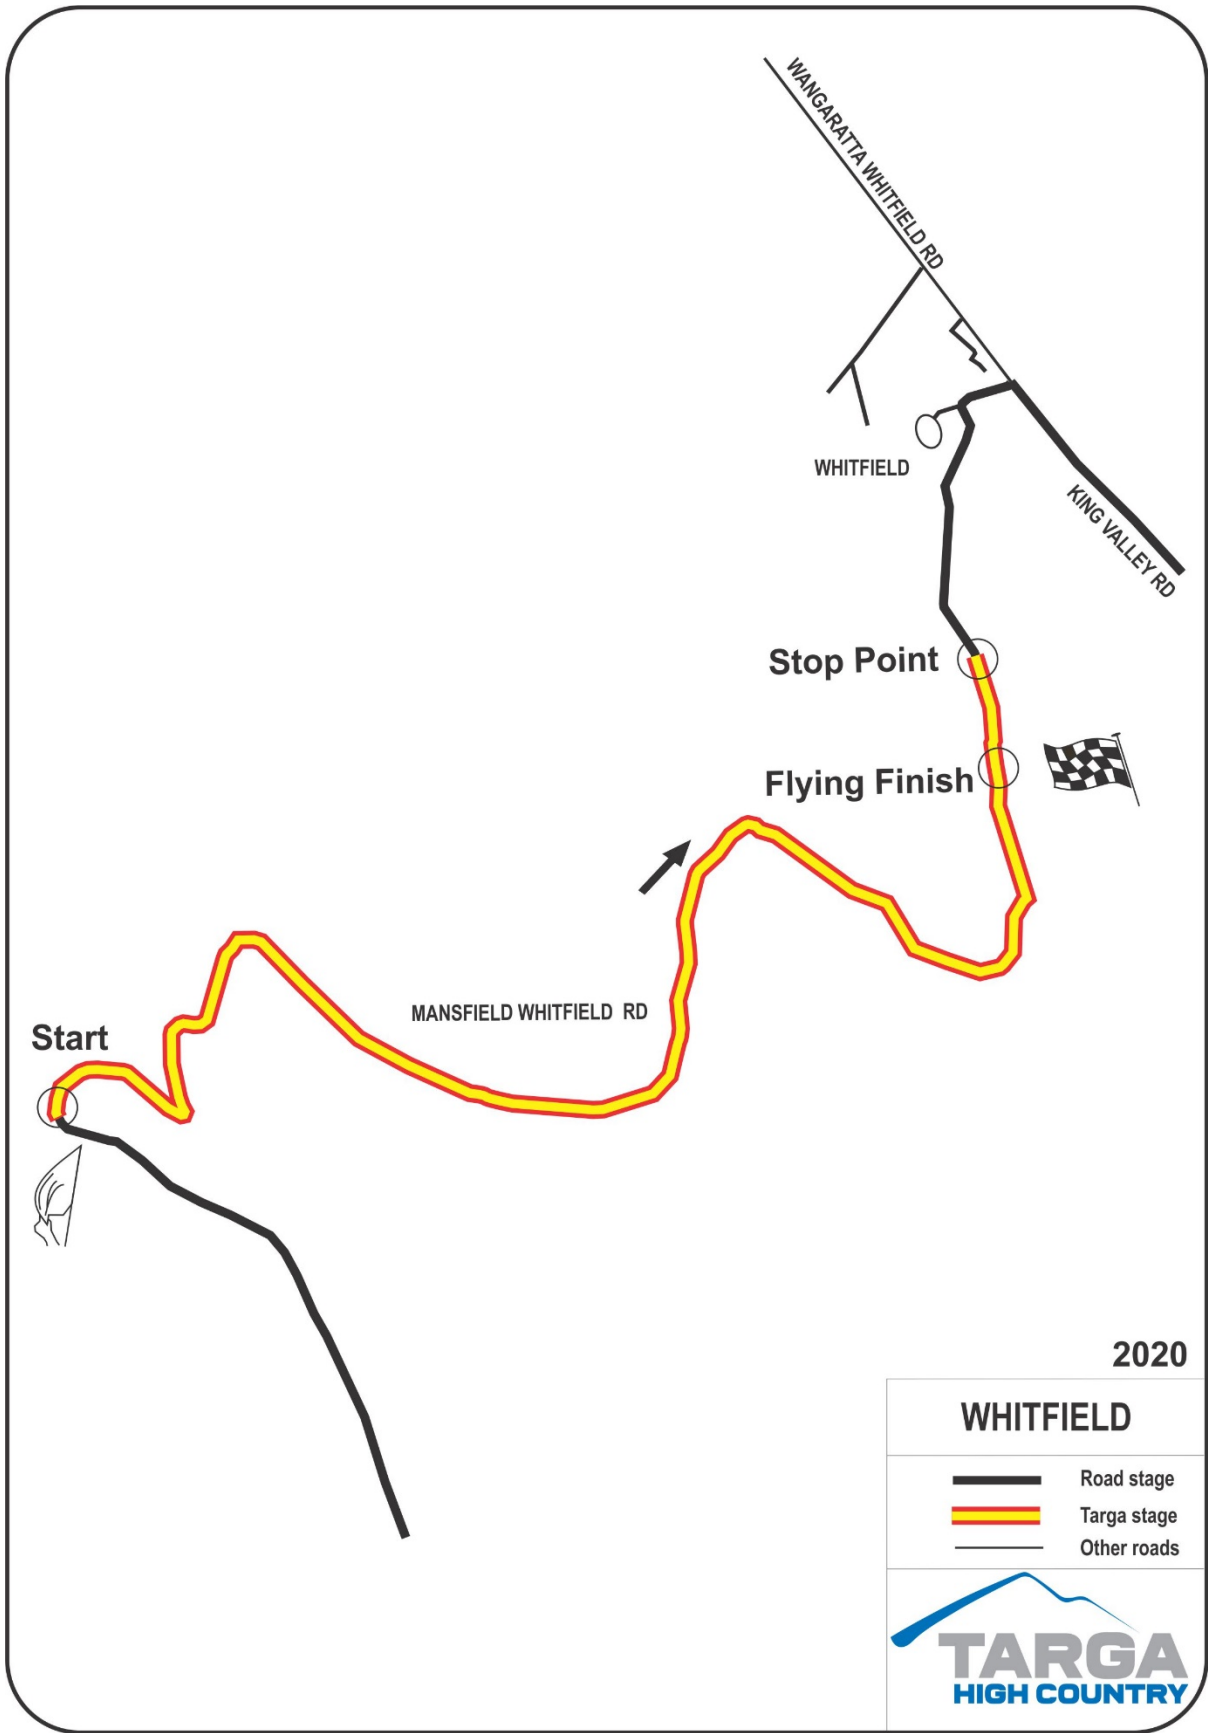 WANGARATTA WHITFIELD RD
WHITFIELD
KING VALLEY RD
Stop Point
Flying Finish
MANSFIELD WHITFIELD RD
Start
2020
WHITFIELD
Road stage
Targa stage
Other roads
TARGA
HIGH COUNTRY